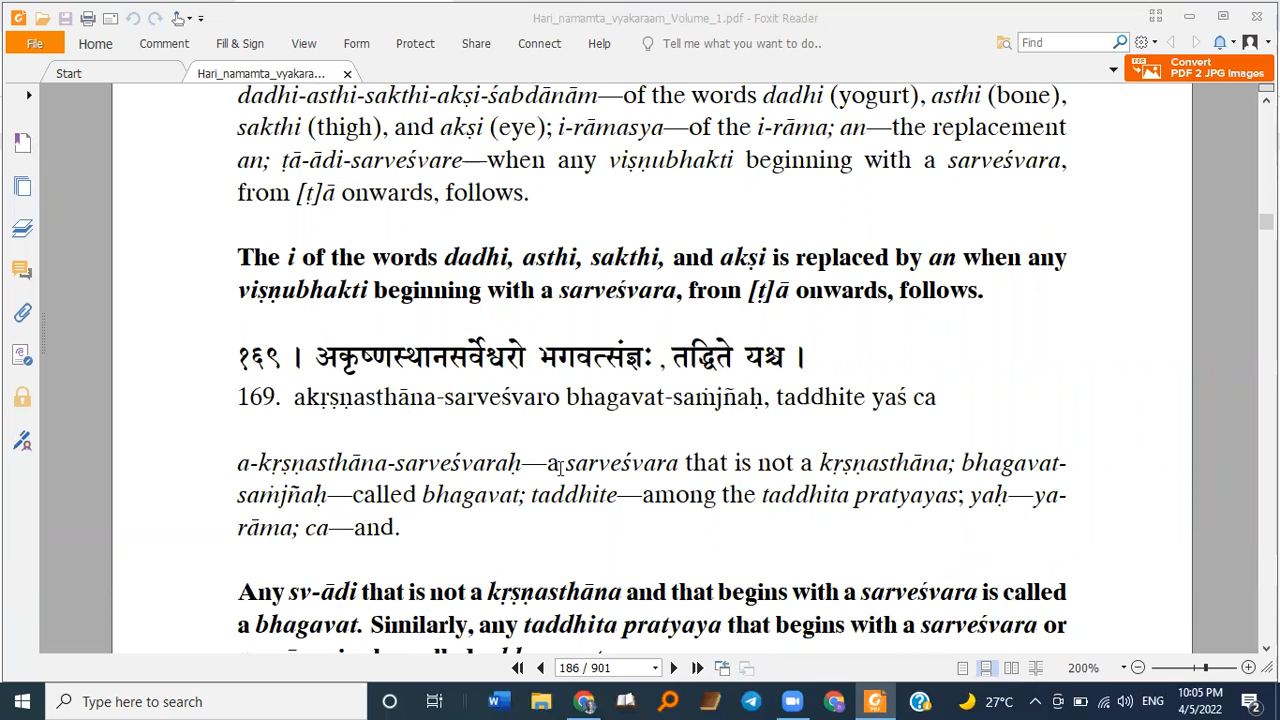 Hari_namamta_vyakaraam_Volume_1.pdf - Foxit Reader
File Home Comment Fill & Sign View Form Protect Share Connect Help Tell me what you want to do.. Find
Start Hari_namamta_vyakara... Convert
PDF 2 JPG Images
dadhi-asthi-sakthi-akṣi-śabdānām—of the words dadhi (yogurt), asthi (bone),
sakthi (thigh), and akṣi (eye); i-rāmasya—of the i-rāma; an—the replacement
an; ṭā-ādi-sarveśvare—when any viṣṇubhakti beginning with a sarveśvara,
from [ṭ]ā onwards, follows.
The i of the words dadhi, asthi, sakthi, and akṣi is replaced by an when any
viṣṇubhakti beginning with a sarveśvara, from [ṭ]ā onwards, follows.
१६९ । अकृष्णस्थानसर्वेश्वरो भगवत्संज्ञः , तद्धिते यश्च ।
169. akṛṣṇasthāna-sarveśvaro bhagavat-saṁjñaḥ, taddhite yaś ca
a-kṛṣṇasthāna-sarveśvaraḥ—a sarveśvara that is not a kṛṣṇasthāna; bhagavat-
saṁjñaḥ—called bhagavat; taddhite—among the taddhita pratyayas; yaḥ—ya-
rāma; ca—and.
Any sv-ādi that is not a kṛṣṇasthāna and that begins with a sarveśvara is called
a bhagavat. Similarly, any taddhita pratyaya that begins with a sarveśvara or
186 / 901 200%
Type here to search 27°C ENG 10:05 PM
4/5/2022 2